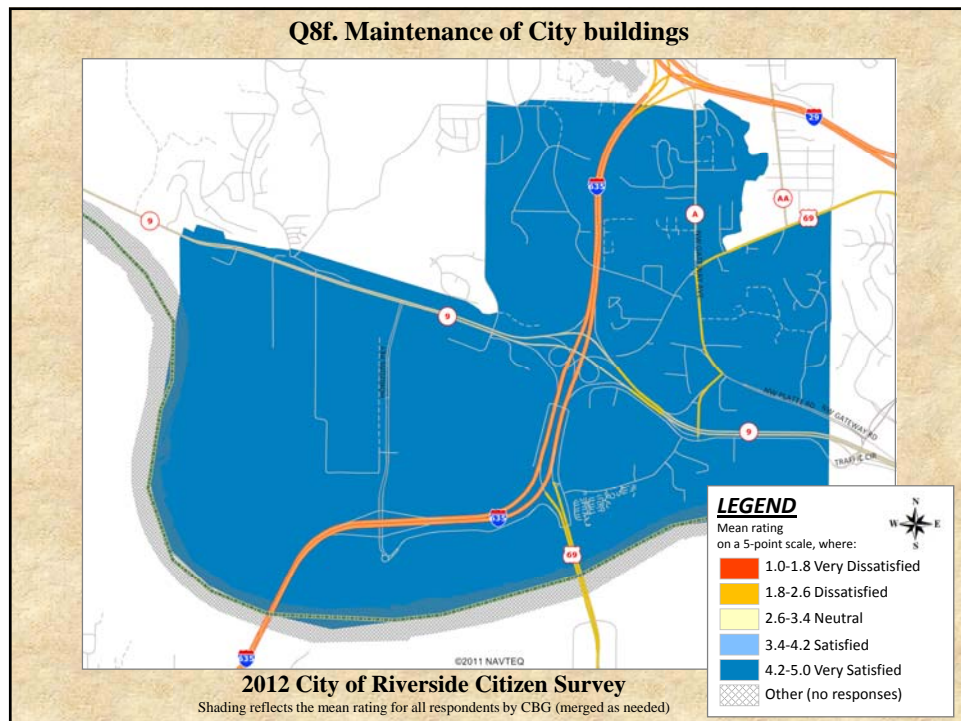 Q8f. Maintenance of City buildings
29
635
A
AA
69
9
9
NW PLATTE RD
NW GATEWAY RD
9
TRAFFIC CIR
635
69
635
©2011 NAVTEQ
LEGEND
Mean rating
on a 5-point scale, where:
N
W E
S
1.0-1.8 Very Dissatisfied
1.8-2.6 Dissatisfied
2.6-3.4 Neutral
3.4-4.2 Satisfied
4.2-5.0 Very Satisfied
Other (no responses)
2012 City of Riverside Citizen Survey
Shading reflects the mean rating for all respondents by CBG (merged as needed)